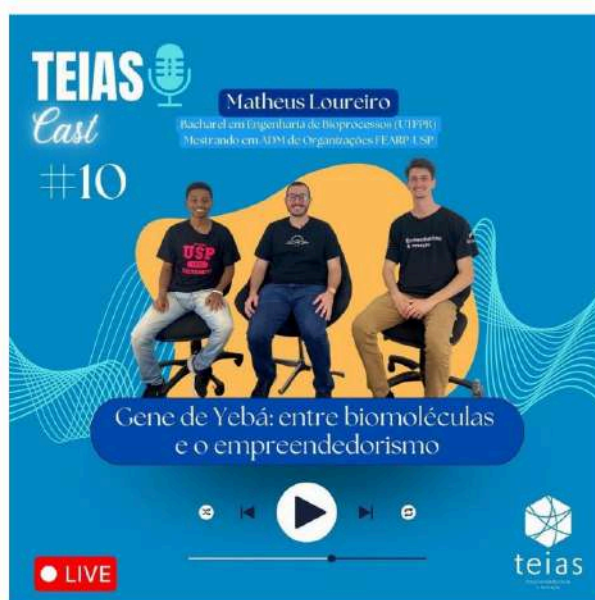 TEIAS
Cast
#10
Matheus Loureiro
Bacharel em Engenharia de Bioprocessos (UTFPR)
Mestrando em ADM de Organizações FEARP-USP
USP
Gene de Yebá: entre biomoléculas
e o empreendedorismo
LIVE
teias